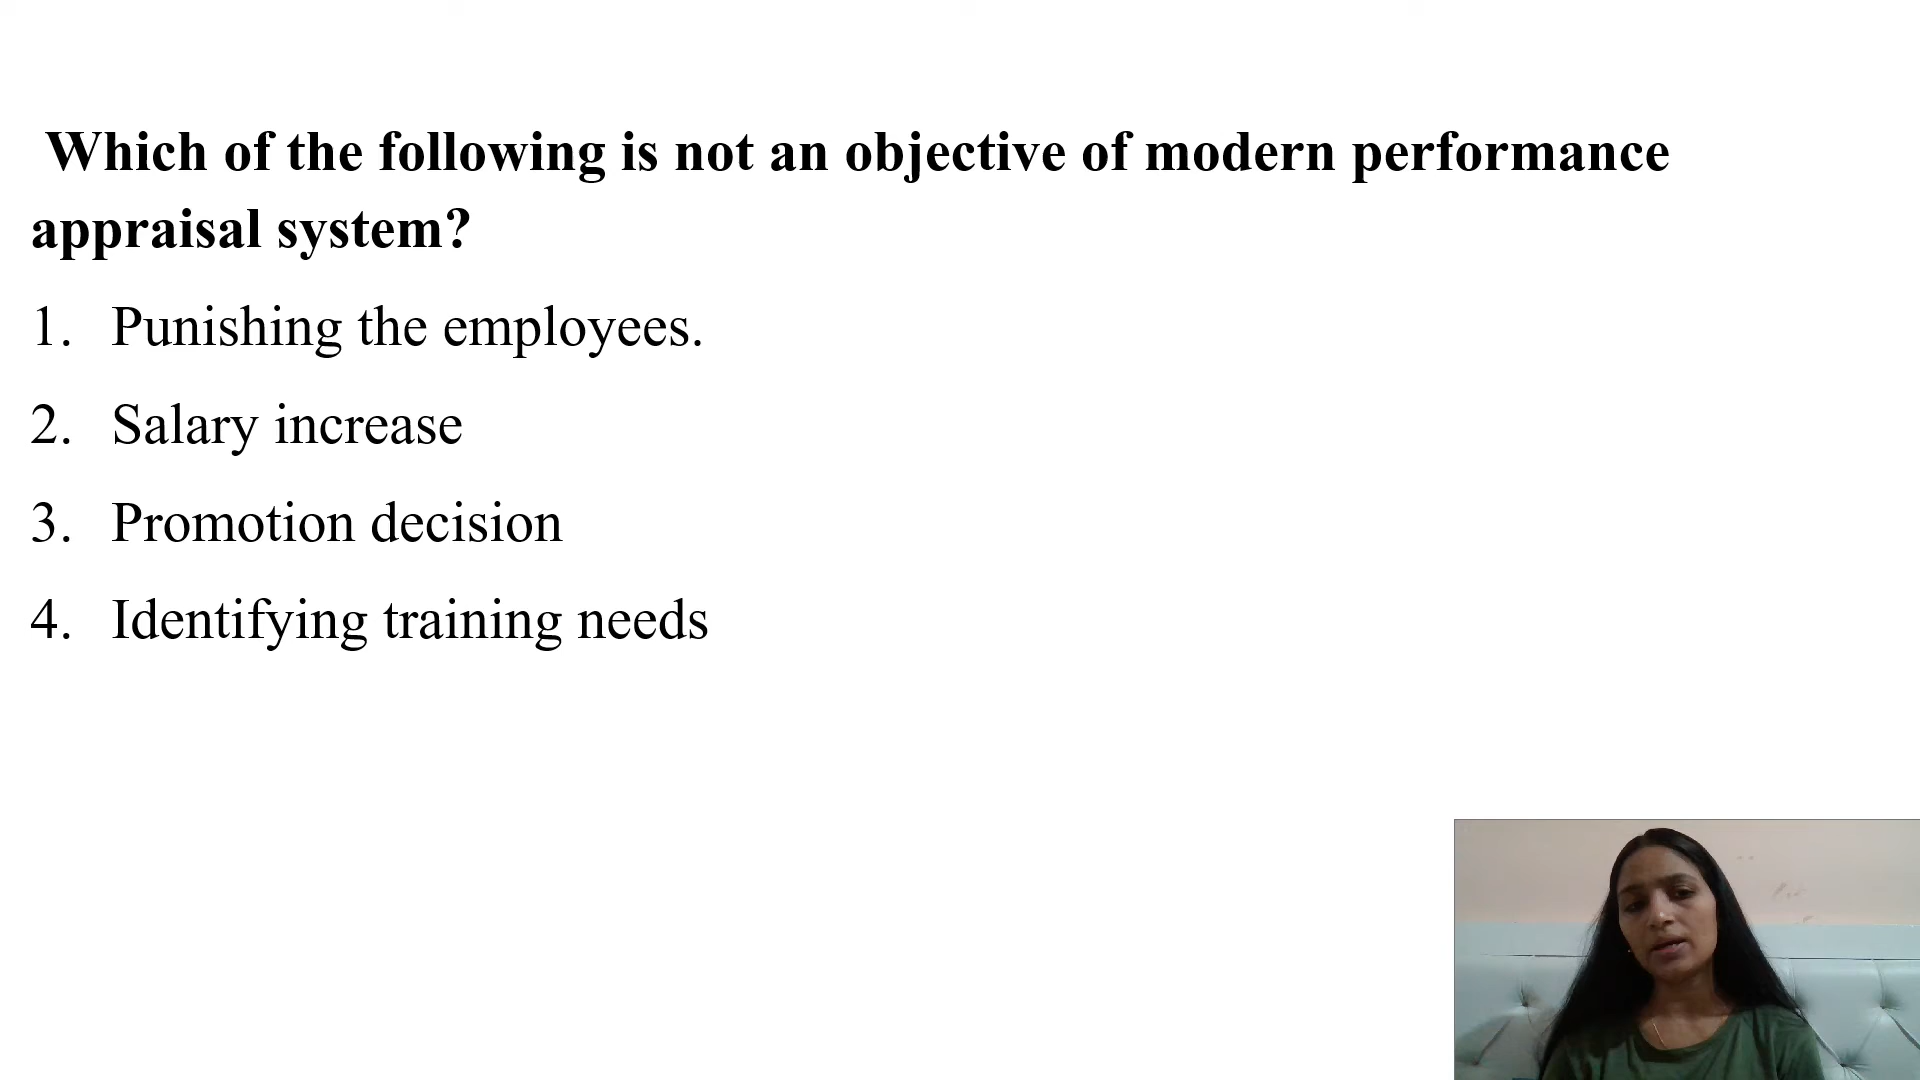 Which of the following is not an objective of modern performance
appraisal system?
1. Punishing the employees.
2. Salary increase
3. Promotion decision
4. Identifying training needs